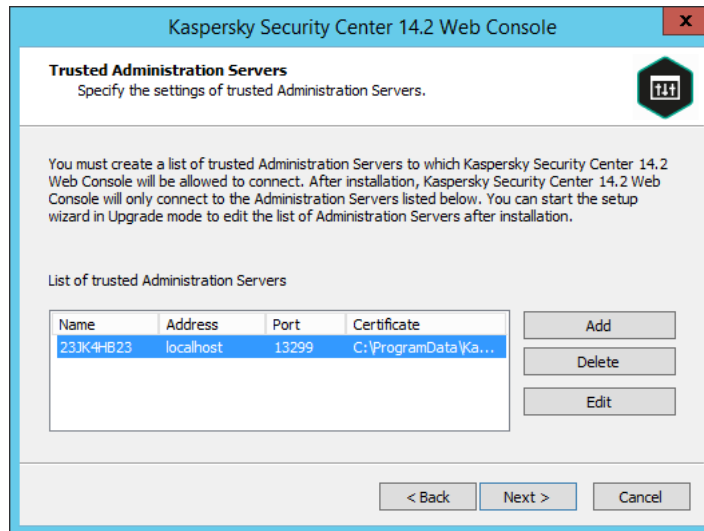 Kaspersky Security Center 14.2 Web Console
x
Trusted Administration Servers
Specify the settings of trusted Administration Servers.
You must create a list of trusted Administration Servers to which Kaspersky Security Center 14.2
Web Console will be allowed to connect. After installation, Kaspersky Security Center 14.2 Web
Console will only connect to the Administration Servers listed below. You can start the setup
wizard in Upgrade mode to edit the list of Administration Servers after installation.
List of trusted Administration Servers
Name Address Port Certificate
23JK4HB23 localhost 13299 C:\ProgramData\Ka...
Add
Delete
Edit
< Back Next > Cancel